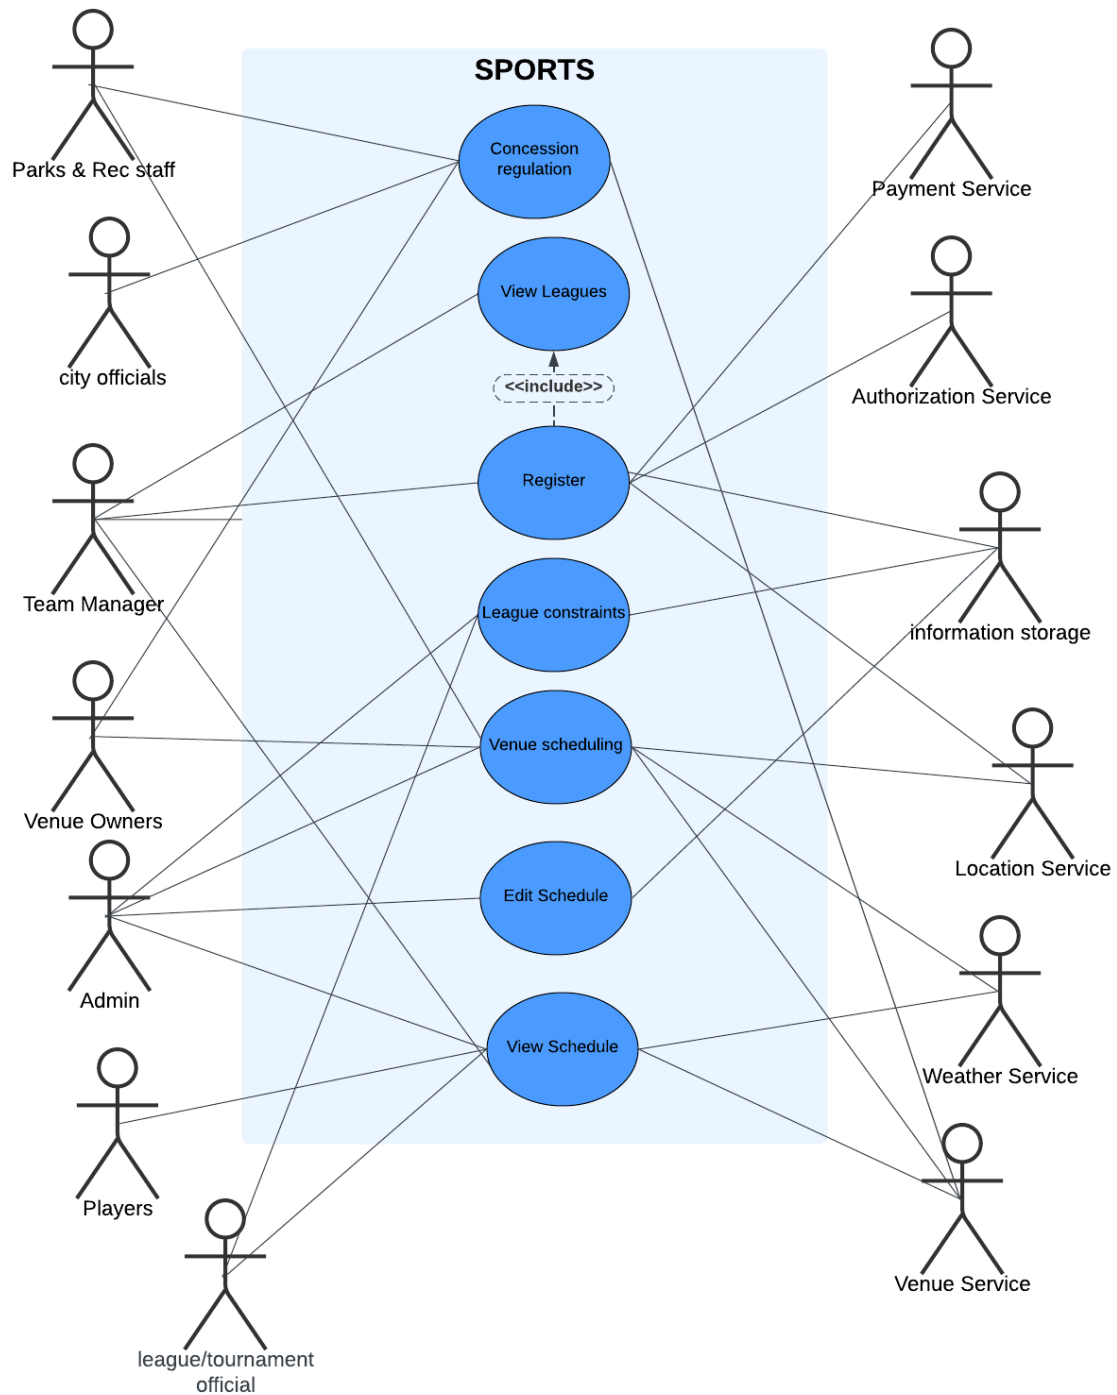 SPORTS
Parks & Rec staff
Concession
regulation
Payment Service
city officials
View Leagues
Authorization Service
<<include>>
Team Manager
Register
information storage
League constraints
Venue Owners
Venue scheduling
Location Service
Admin
Edit Schedule
Weather Service
View Schedule
Players
Venue Service
league/tournament
official